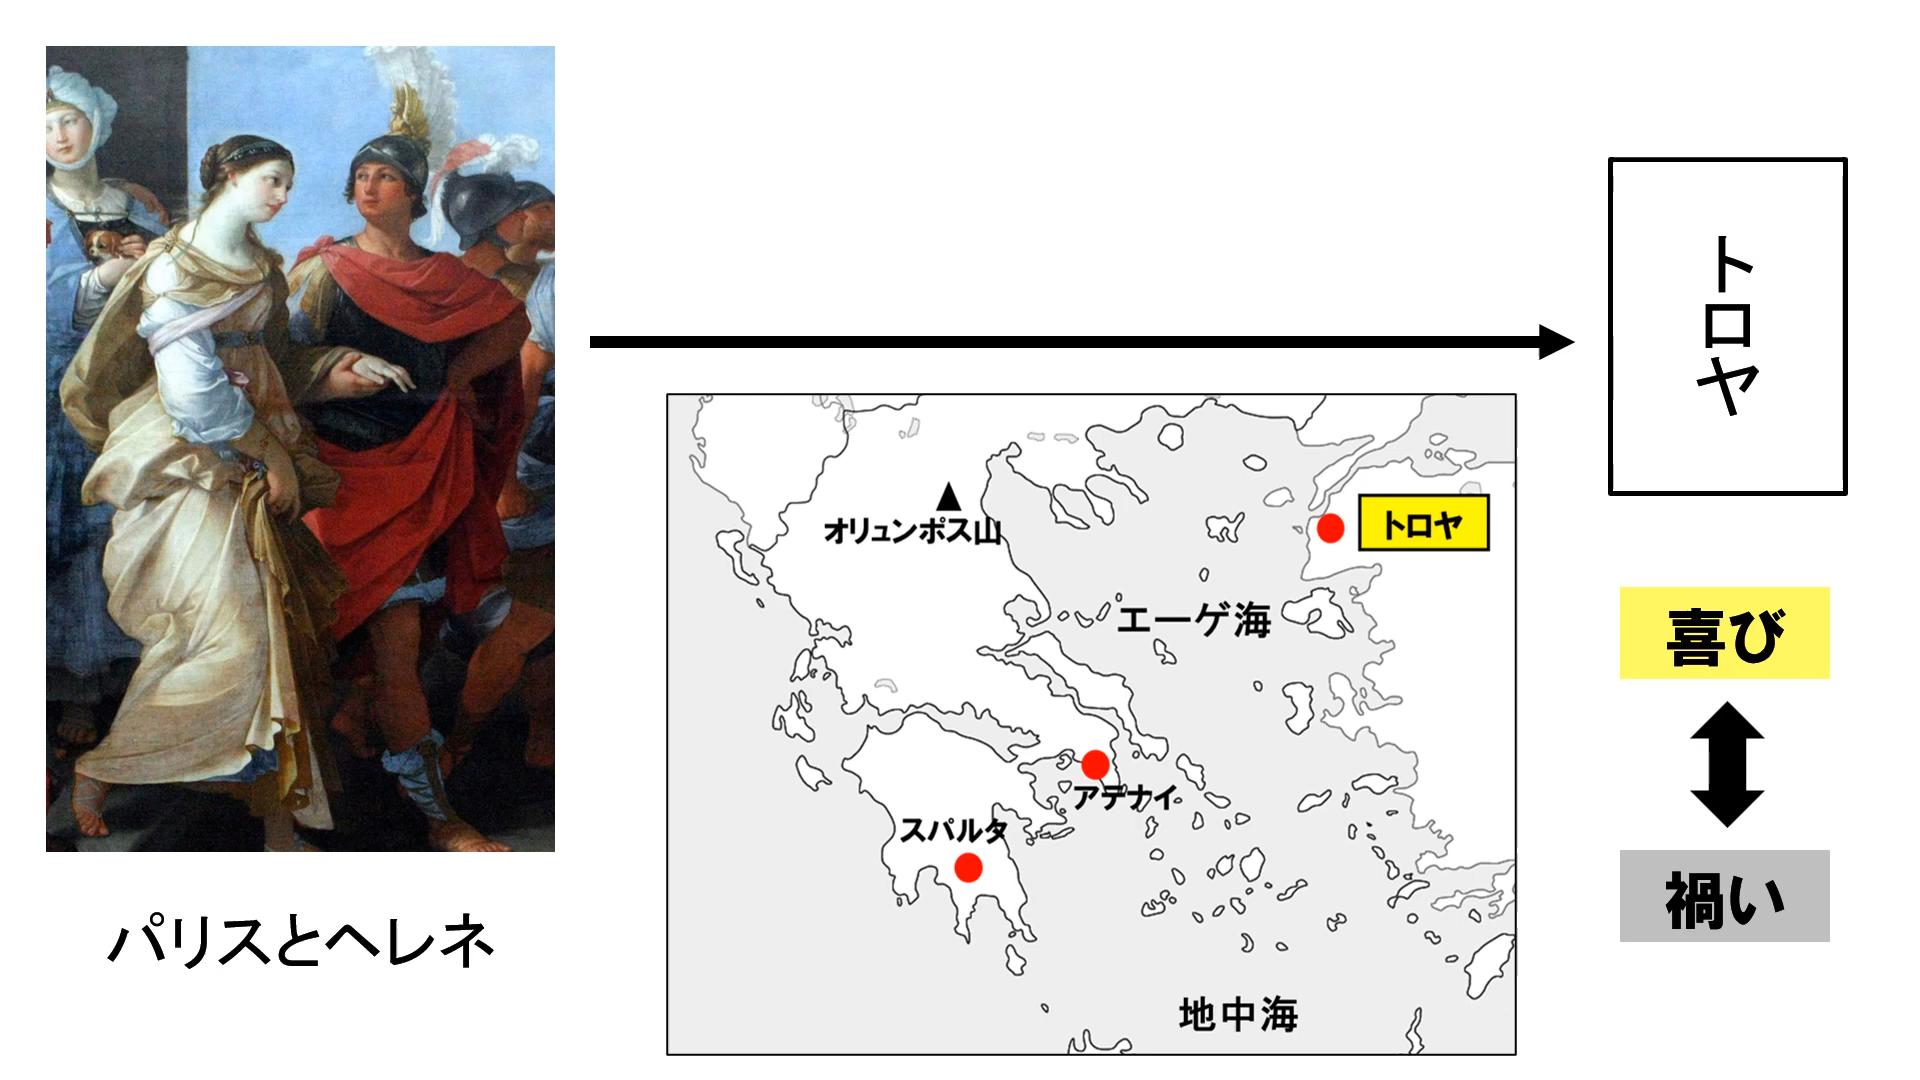 パリスとヘレネ
トロヤ
オリュンポス山
トロヤ
エーゲ海
アテナイ
スパルタ
地中海
喜び
禍い